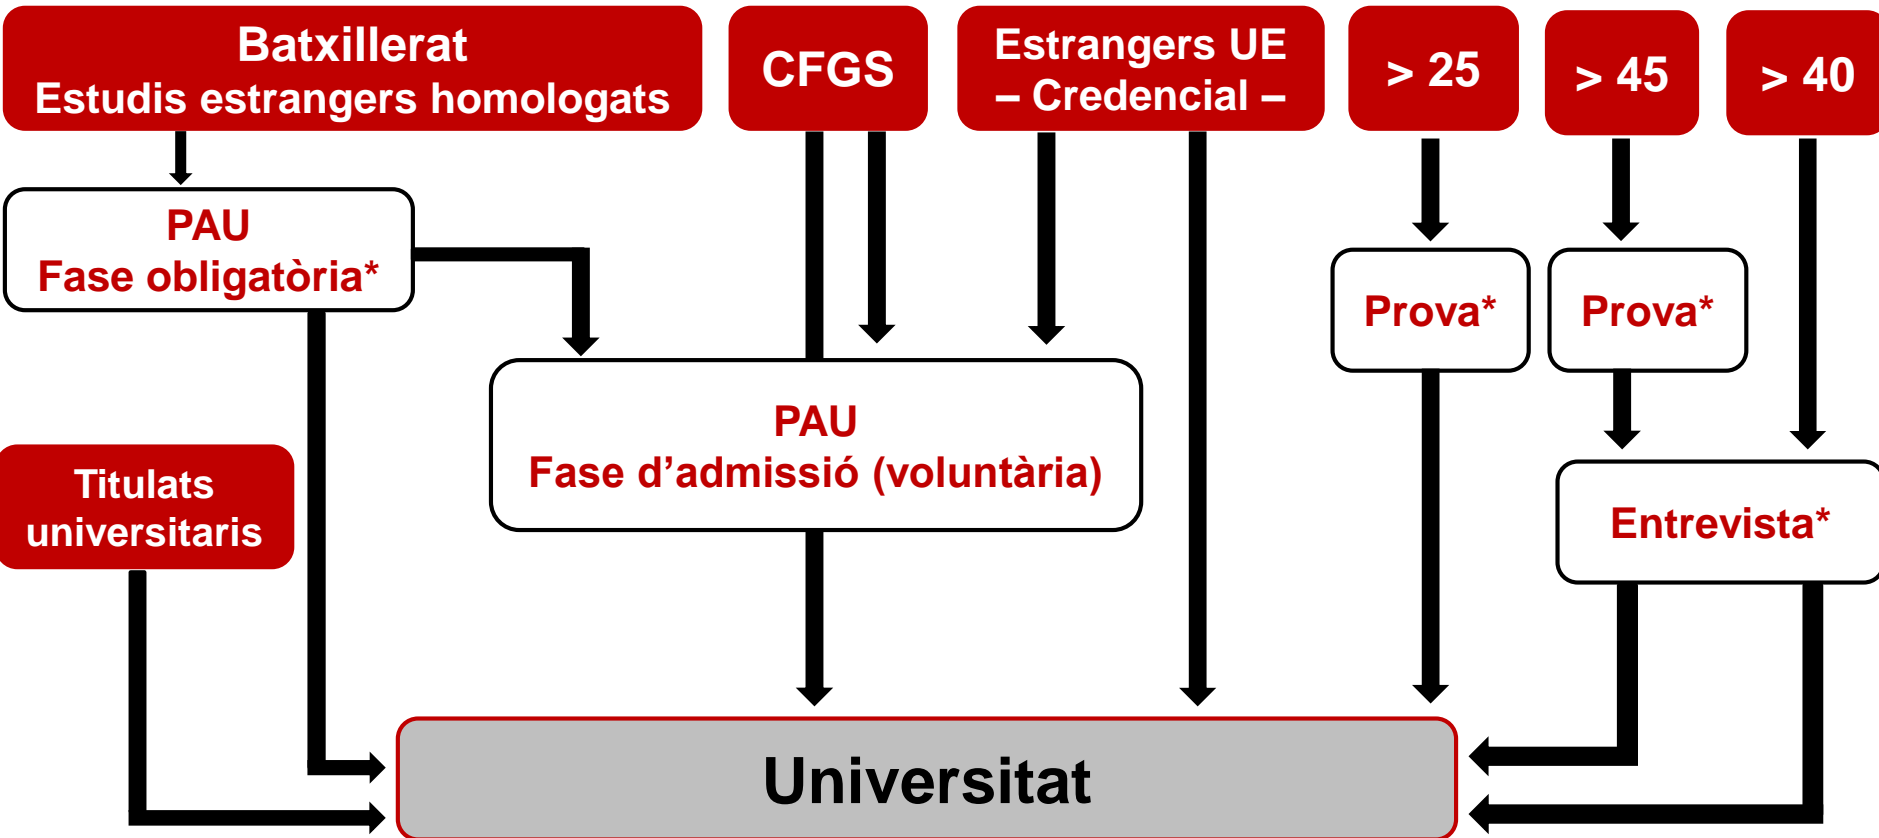 Batxillerat
Estudis estrangers homologats
CFGS
Estrangers UE
– Credencial –
> 25
> 45
> 40
PAU
Fase obligatòria*
Prova*
Prova*
PAU
Fase d’admissió (voluntària)
Titulats
universitaris
Entrevista*
Universitat